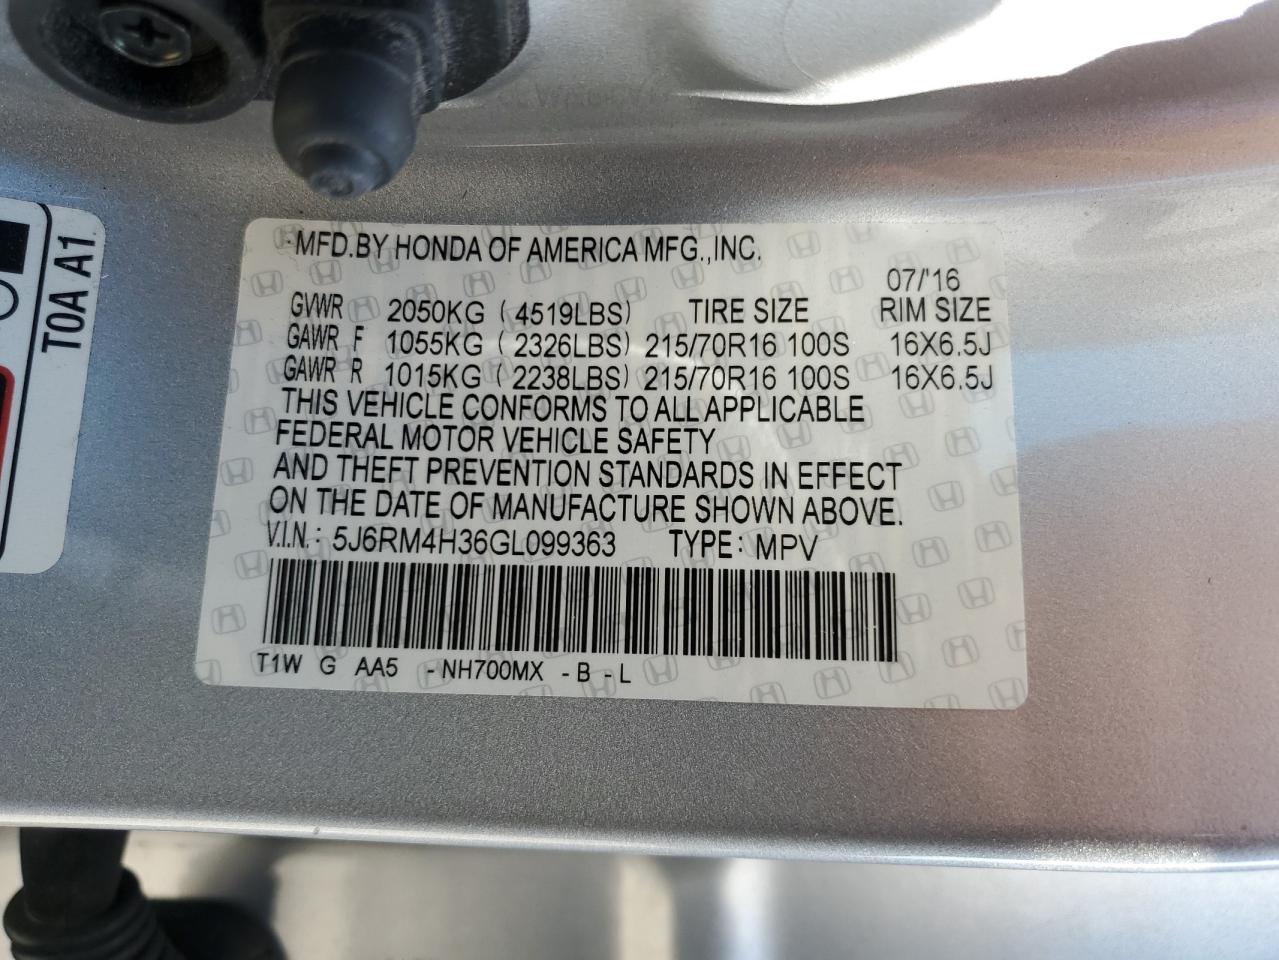 MFD.BY HONDA OF AMERICA MFG.,INC.
07/'16
GVWR 2050KG ( 4519LBS) TIRE SIZE RIM SIZE
GAWR F 1055KG ( 2326LBS) 215/70R16 100S 16X6.5J
GAWR R 1015KG ( 2238LBS) 215/70R16 100S 16X6.5J
THIS VEHICLE CONFORMS TO ALL APPLICABLE
FEDERAL MOTOR VEHICLE SAFETY
AND THEFT PREVENTION STANDARDS IN EFFECT
ON THE DATE OF MANUFACTURE SHOWN ABOVE.
V.I.N.: 5J6RM4H36GL099363 TYPE: MPV
T1W G AA5 -NH700MX -B -L
T0A A1